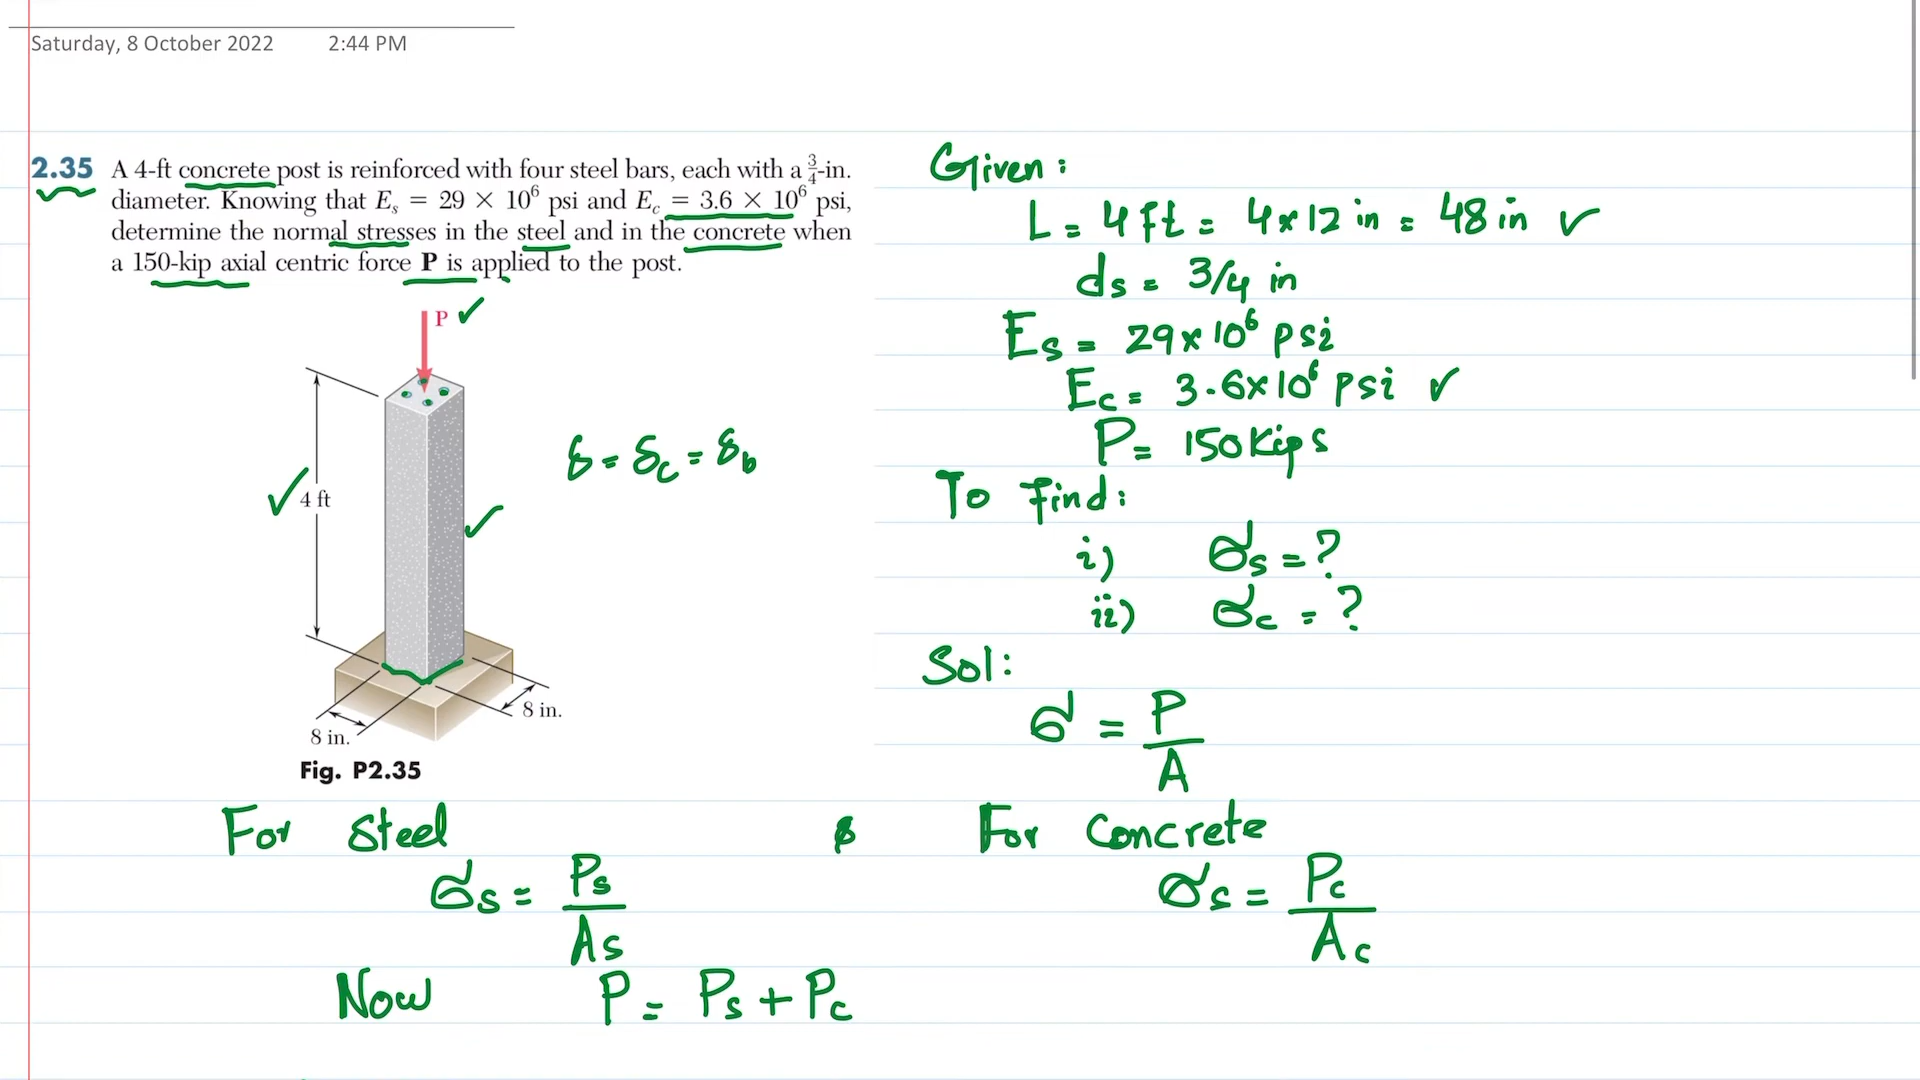 Saturday, 8 October 2022 2:44 PM
2.35 A 4-ft concrete post is reinforced with four steel bars, each with a 3/4-in.
diameter. Knowing that E_s = 29 × 10^6 psi and E_c = 3.6 × 10^6 psi,
determine the normal stresses in the steel and in the concrete when
a 150-kip axial centric force P is applied to the post.
P
4 ft
8 in.
8 in.
Fig. P2.35
δ = δc = δb
Given:
L = 4 ft = 4 x 12 in = 48 in ✓
ds = 3/4 in
Es = 29 x 10^6 psi
Ec = 3.6 x 10^6 psi ✓
P = 150 kips
To Find:
i) σs = ?
ii) σc = ?
Sol:
σ = P/A
For Steel & For Concrete
σs = Ps/As σs = Pc/Ac
Now P = Ps + Pc